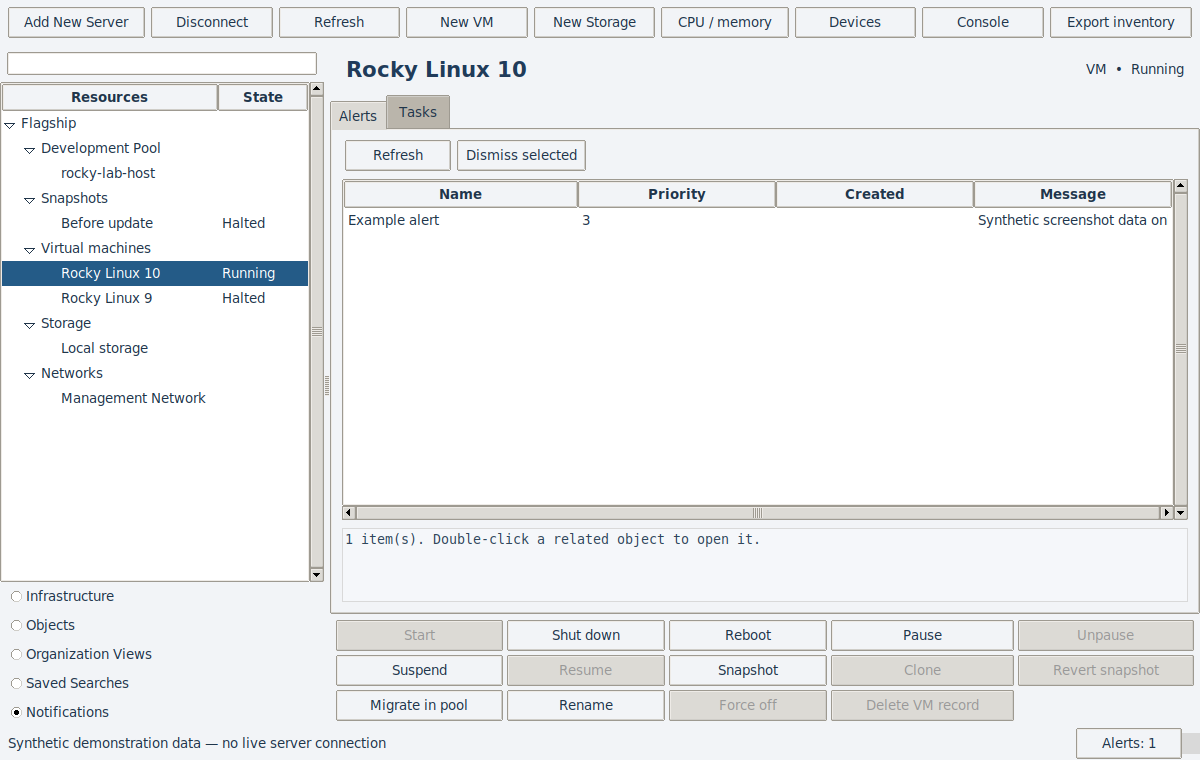 Add New Server Disconnect Refresh New VM New Storage CPU / memory Devices Console Export inventory
Rocky Linux 10
VM • Running
Resources State
Flagship
Development Pool
rocky-lab-host
Snapshots
Before update Halted
Virtual machines
Rocky Linux 10 Running
Rocky Linux 9 Halted
Storage
Local storage
Networks
Management Network
Infrastructure
Objects
Organization Views
Saved Searches
Notifications
Alerts Tasks
Refresh Dismiss selected
Name Priority Created Message
Example alert 3 Synthetic screenshot data on
1 item(s). Double-click a related object to open it.
Start Shut down Reboot Pause Unpause
Suspend Resume Snapshot Clone Revert snapshot
Migrate in pool Rename Force off Delete VM record
Synthetic demonstration data — no live server connection
Alerts: 1